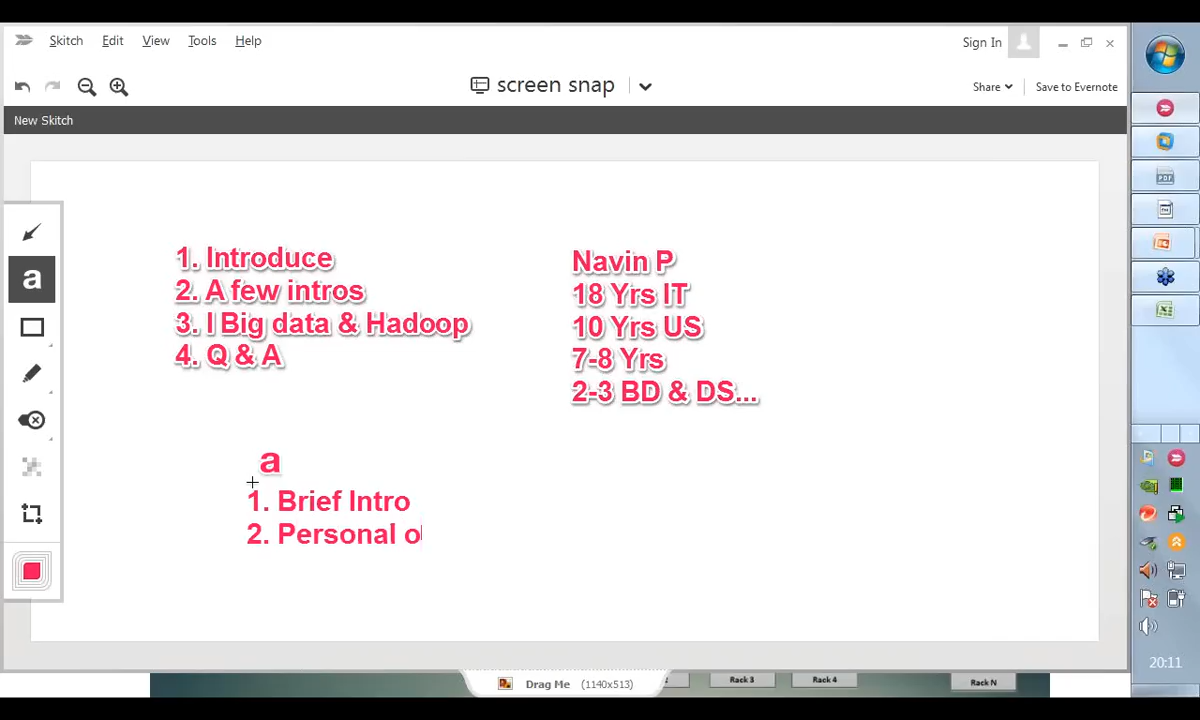 Skitch Edit View Tools Help
Sign In
screen snap
Share
Save to Evernote
New Skitch
1. Introduce
2. A few intros
3. I Big data & Hadoop
4. Q & A
Navin P
18 Yrs IT
10 Yrs US
7-8 Yrs
2-3 BD & DS...
a
a
1. Brief Intro
2. Personal o
Drag Me (1140x513)
Rack 3
Rack 4
Rack N
PDF
20:11